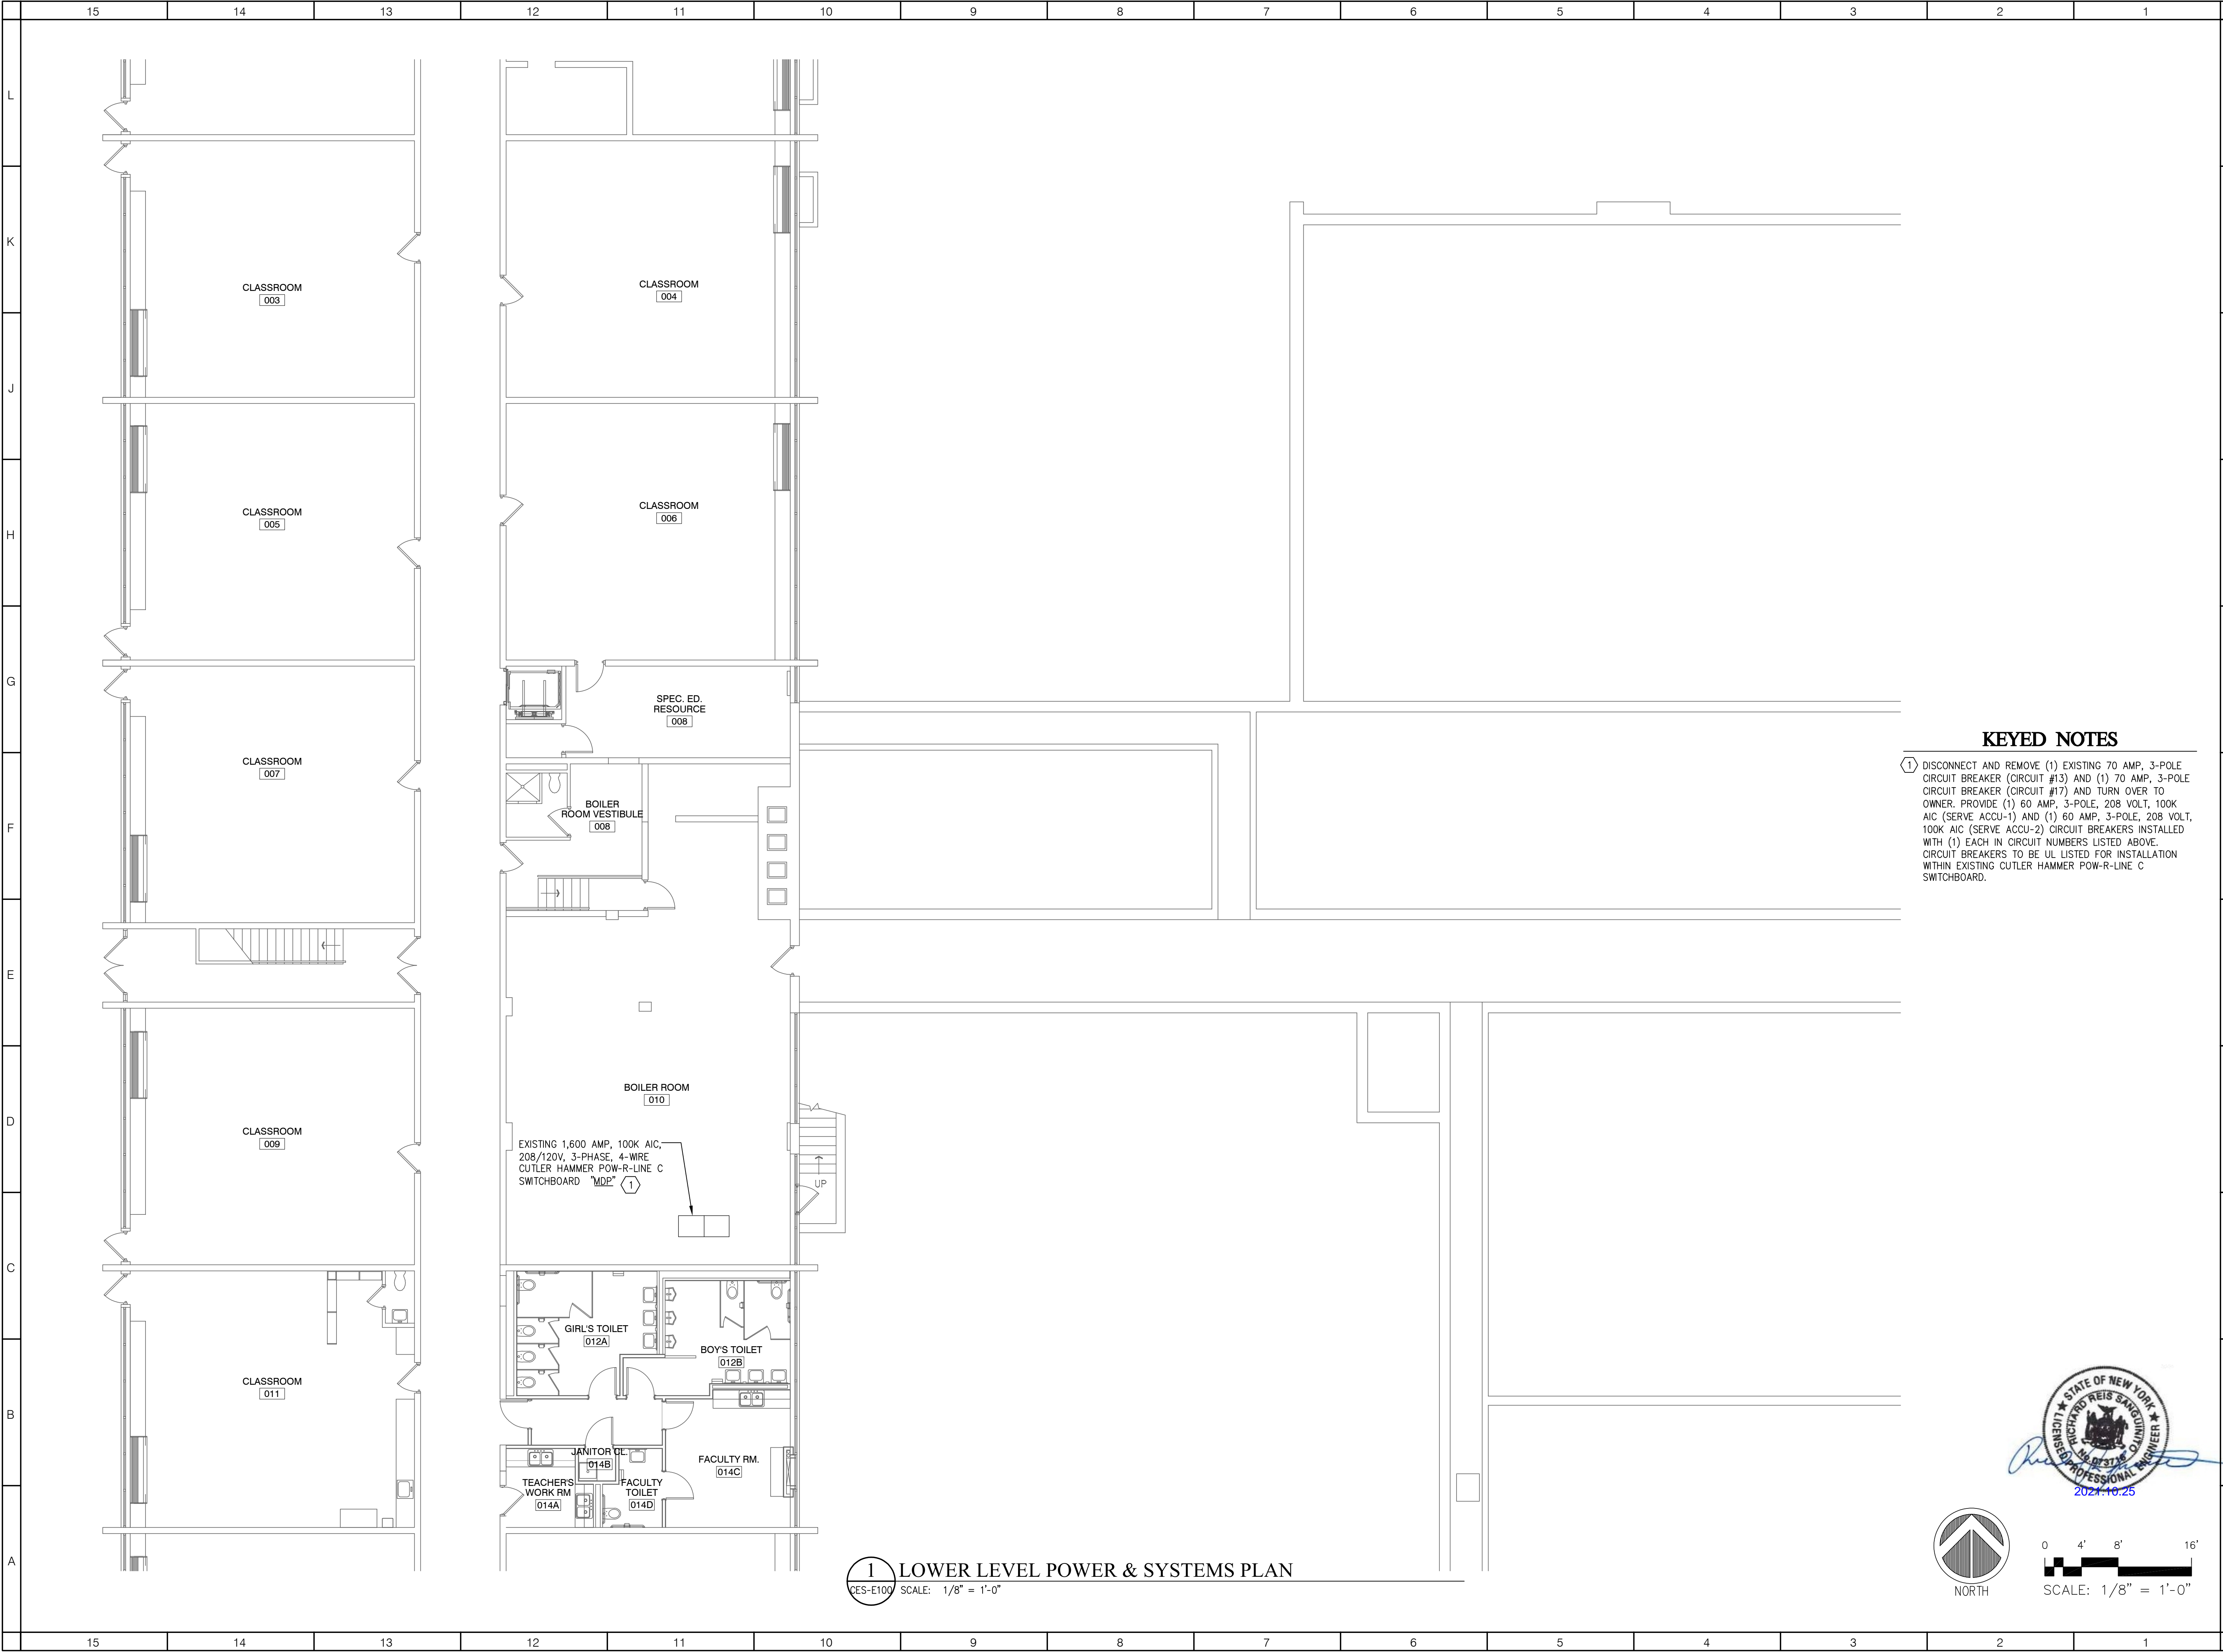 15 14 13 12 11 10 9 8 7 6 5 4 3 2 1
L
K
J
H
G
F
E
D
C
B
A
CLASSROOM
003
CLASSROOM
004
CLASSROOM
005
CLASSROOM
006
SPEC. ED.
RESOURCE
008
CLASSROOM
007
BOILER
ROOM VESTIBULE
008
KEYED NOTES
1 DISCONNECT AND REMOVE (1) EXISTING 70 AMP, 3-POLE
CIRCUIT BREAKER (CIRCUIT #13) AND (1) 70 AMP, 3-POLE
CIRCUIT BREAKER (CIRCUIT #17) AND TURN OVER TO
OWNER. PROVIDE (1) 60 AMP, 3-POLE, 208 VOLT, 100K
AIC (SERVE ACCU-1) AND (1) 60 AMP, 3-POLE, 208 VOLT,
100K AIC (SERVE ACCU-2) CIRCUIT BREAKERS INSTALLED
WITH (1) EACH IN CIRCUIT NUMBERS LISTED ABOVE.
CIRCUIT BREAKERS TO BE UL LISTED FOR INSTALLATION
WITHIN EXISTING CUTLER HAMMER POW-R-LINE C
SWITCHBOARD.
BOILER ROOM
010
CLASSROOM
009
EXISTING 1,600 AMP, 100K AIC,
208/120V, 3-PHASE, 4-WIRE
CUTLER HAMMER POW-R-LINE C
SWITCHBOARD "MDP" 1
UP
GIRL'S TOILET
012A
BOY'S TOILET
012B
CLASSROOM
011
JANITOR CL.
014B
FACULTY RM.
014C
TEACHER'S
WORK RM
014A
FACULTY
TOILET
014D
STATE OF NEW YORK
RICHARD REIS SANGUINITO
No. 073716
LICENSED PROFESSIONAL ENGINEER
2021.10.25
1 LOWER LEVEL POWER & SYSTEMS PLAN
CES-E100 SCALE: 1/8" = 1'-0"
NORTH
0 4' 8' 16'
SCALE: 1/8" = 1'-0"
15 14 13 12 11 10 9 8 7 6 5 4 3 2 1